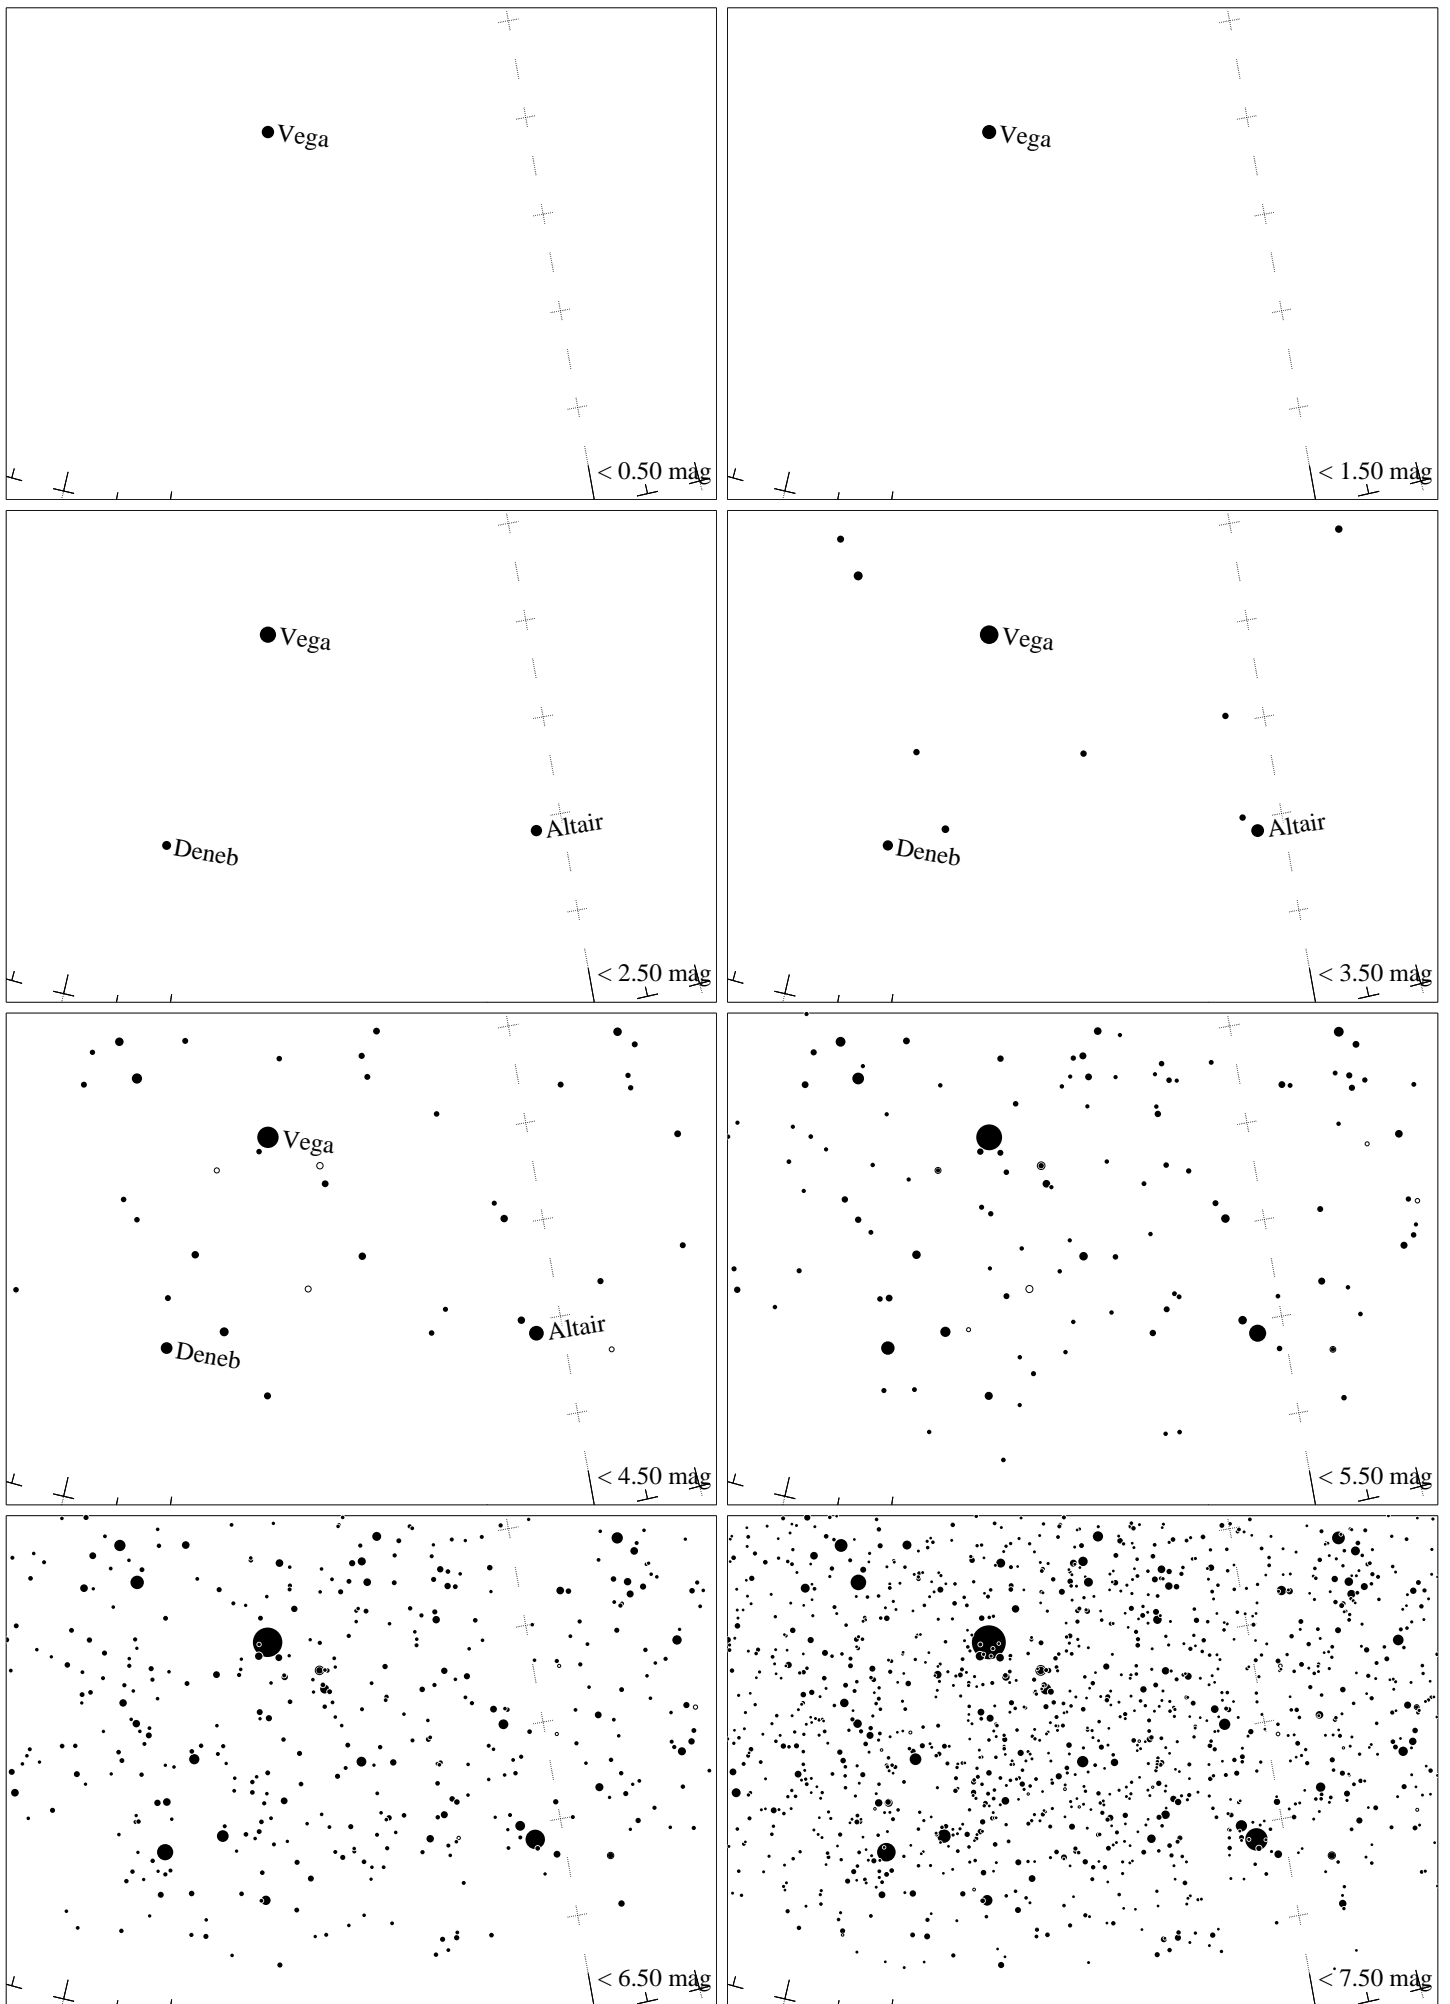 Vega
< 0.50 mag
Vega
< 1.50 mag
Vega
Altair
Deneb
< 2.50 mag
Vega
Altair
Deneb
< 3.50 mag
Vega
Altair
Deneb
< 4.50 mag
< 5.50 mag
< 6.50 mag
< 7.50 mag